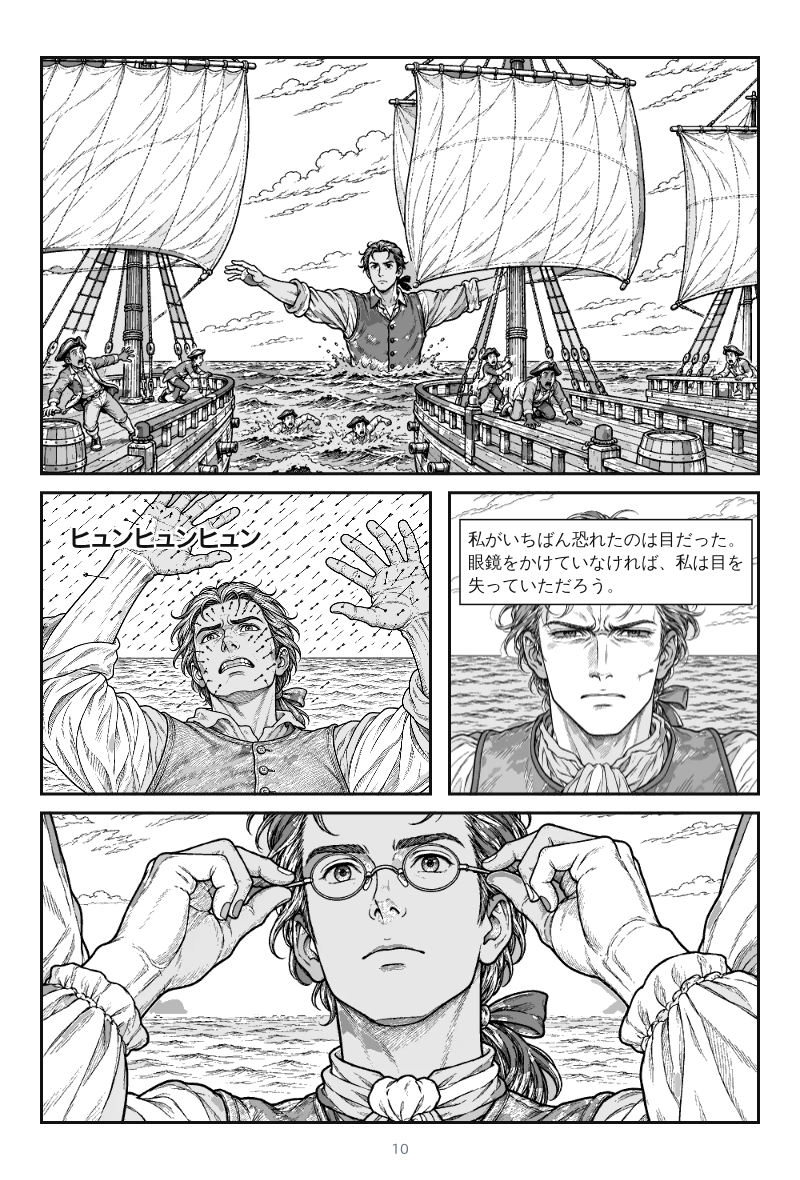 ヒュンヒュンヒュン
私がいちばん恐れたのは目だった。
眼鏡をかけていなければ、私は目を
失っていただろう。
10